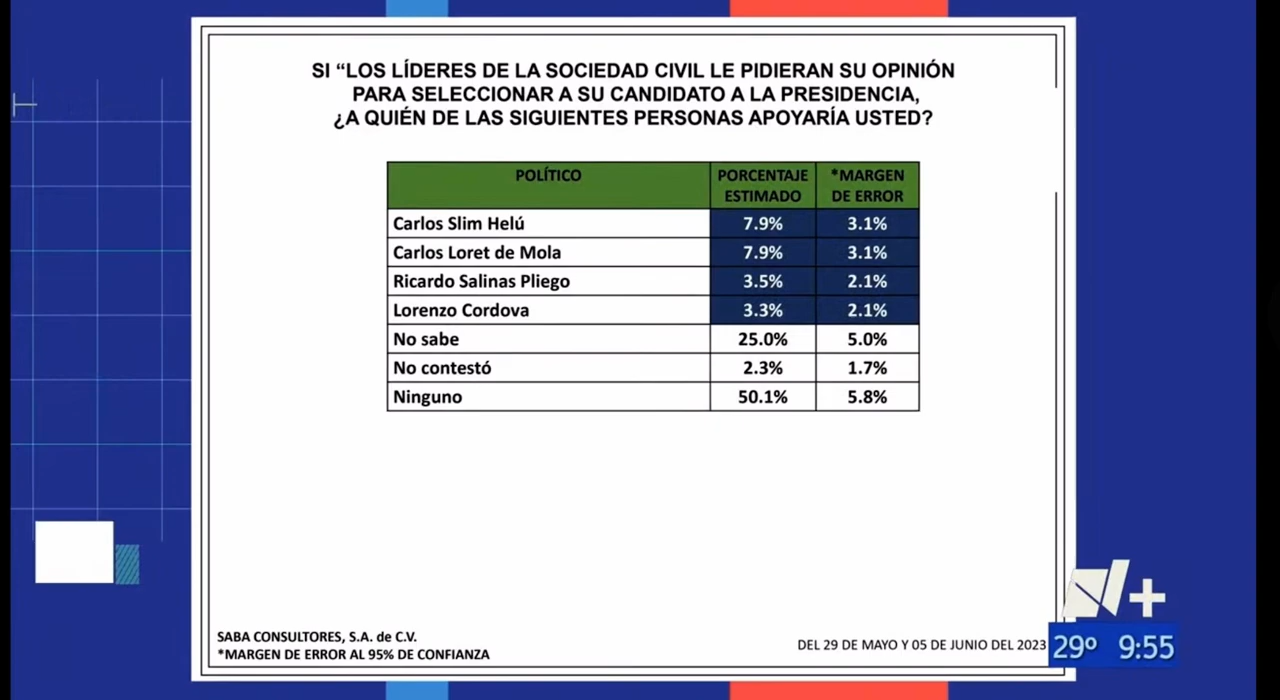 SI “LOS LÍDERES DE LA SOCIEDAD CIVIL LE PIDIERAN SU OPINIÓN
PARA SELECCIONAR A SU CANDIDATO A LA PRESIDENCIA,
¿A QUIÉN DE LAS SIGUIENTES PERSONAS APOYARÍA USTED?
POLÍTICO PORCENTAJE ESTIMADO *MARGEN DE ERROR
Carlos Slim Helú 7.9% 3.1%
Carlos Loret de Mola 7.9% 3.1%
Ricardo Salinas Pliego 3.5% 2.1%
Lorenzo Cordova 3.3% 2.1%
No sabe 25.0% 5.0%
No contestó 2.3% 1.7%
Ninguno 50.1% 5.8%
SABA CONSULTORES, S.A. de C.V.
*MARGEN DE ERROR AL 95% DE CONFIANZA
DEL 29 DE MAYO Y 05 DE JUNIO DEL 2023
N+
29º 9:55